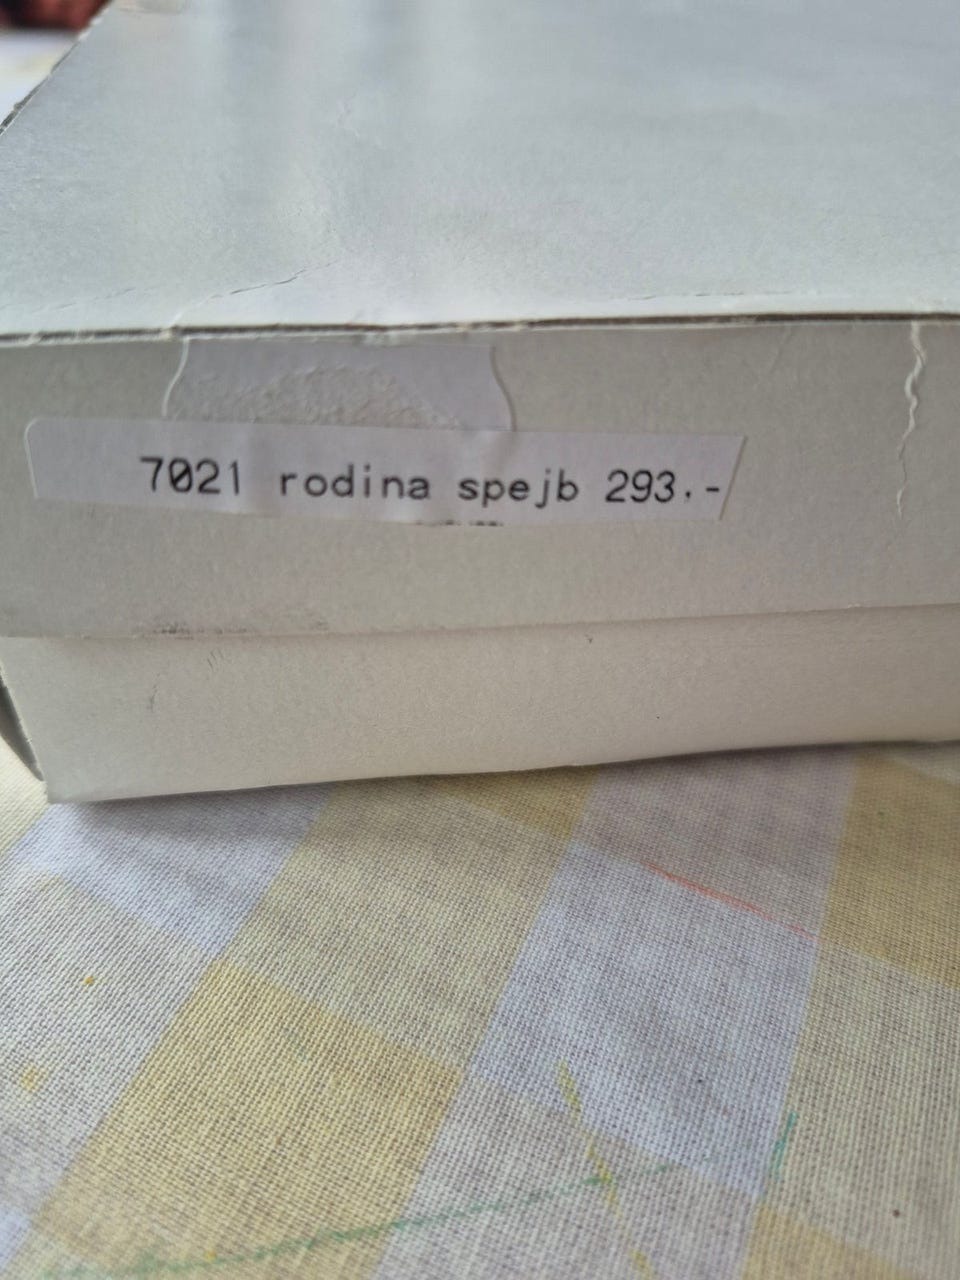 7021 rodina spejb 293.-